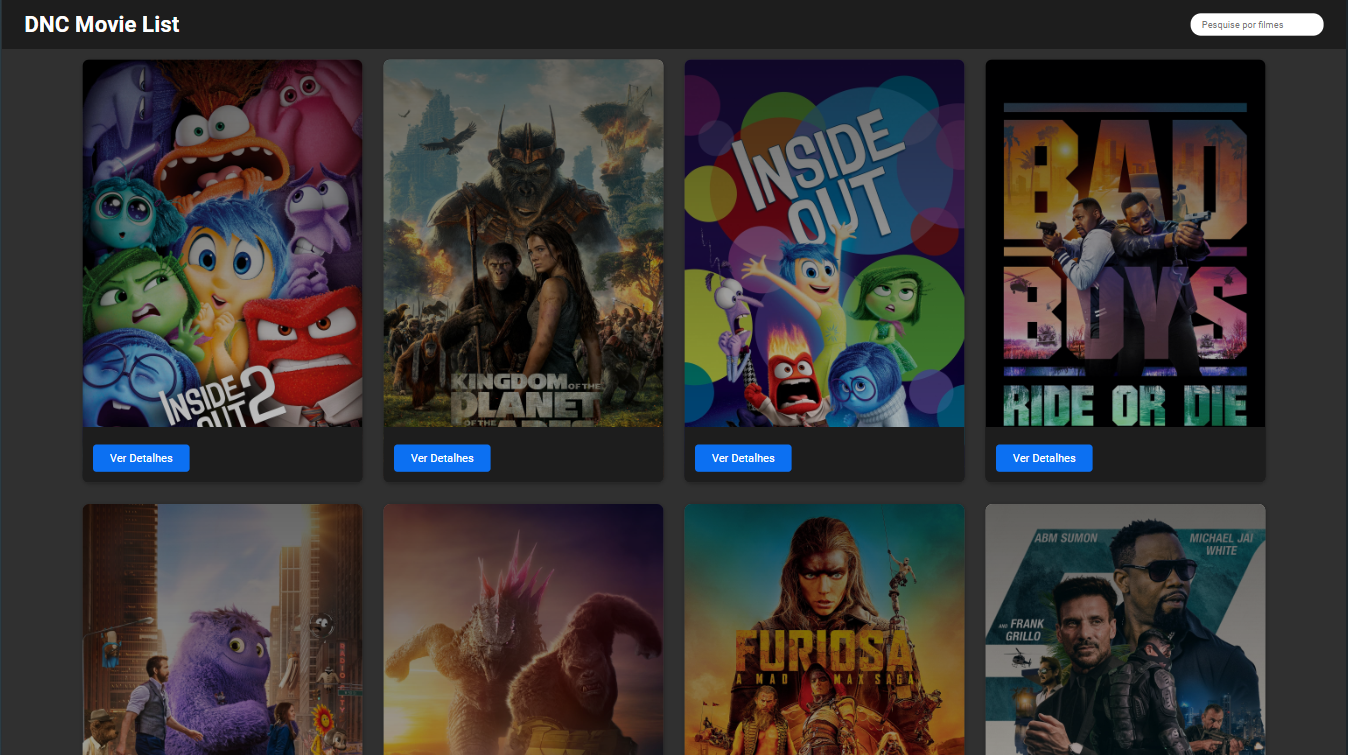 DNC Movie List
Pesquise por filmes
INSIDE
OUT 2
KINGDOM OF THE
PLANET
OF THE APES
INSIDE
OUT
BAD
BOYS
RIDE OR DIE
Ver Detalhes
Ver Detalhes
Ver Detalhes
Ver Detalhes
RADIO
FURIOSA
A MAD MAX SAGA
ABM SUMON
MICHAEL JAI
WHITE
AND FRANK
GRILLO